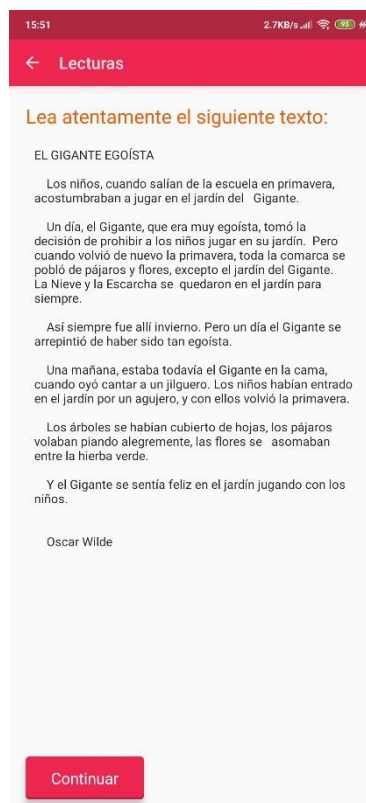 15:51 2.7KB/s 95
Lecturas
Lea atentamente el siguiente texto:
EL GIGANTE EGOÍSTA
Los niños, cuando salían de la escuela en primavera,
acostumbraban a jugar en el jardín del Gigante.
Un día, el Gigante, que era muy egoísta, tomó la
decisión de prohibir a los niños jugar en su jardín. Pero
cuando volvió de nuevo la primavera, toda la comarca se
pobló de pájaros y flores, excepto el jardín del Gigante.
La Nieve y la Escarcha se quedaron en el jardín para
siempre.
Así siempre fue allí invierno. Pero un día el Gigante se
arrepintió de haber sido tan egoísta.
Una mañana, estaba todavía el Gigante en la cama,
cuando oyó cantar a un jilguero. Los niños habían entrado
en el jardín por un agujero, y con ellos volvió la primavera.
Los árboles se habían cubierto de hojas, los pájaros
volaban piando alegremente, las flores se asomaban
entre la hierba verde.
Y el Gigante se sentía feliz en el jardín jugando con los
niños.
Oscar Wilde
Continuar